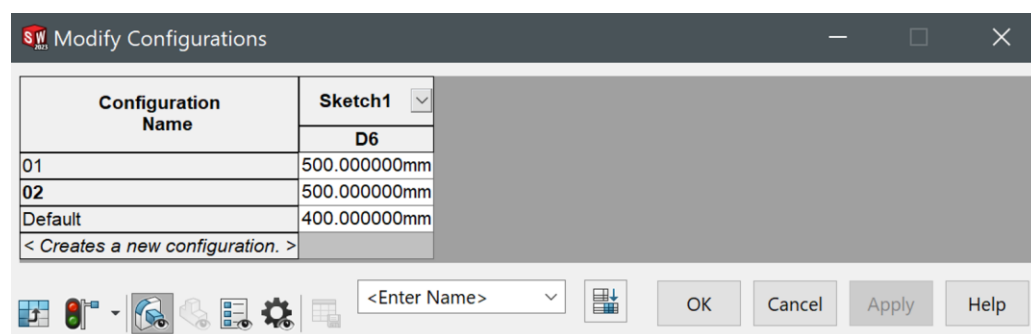 SW 2023 Modify Configurations
Configuration Name Sketch1
D6
01 500.000000mm
02 500.000000mm
Default 400.000000mm
< Creates a new configuration. >
<Enter Name> OK Cancel Apply Help